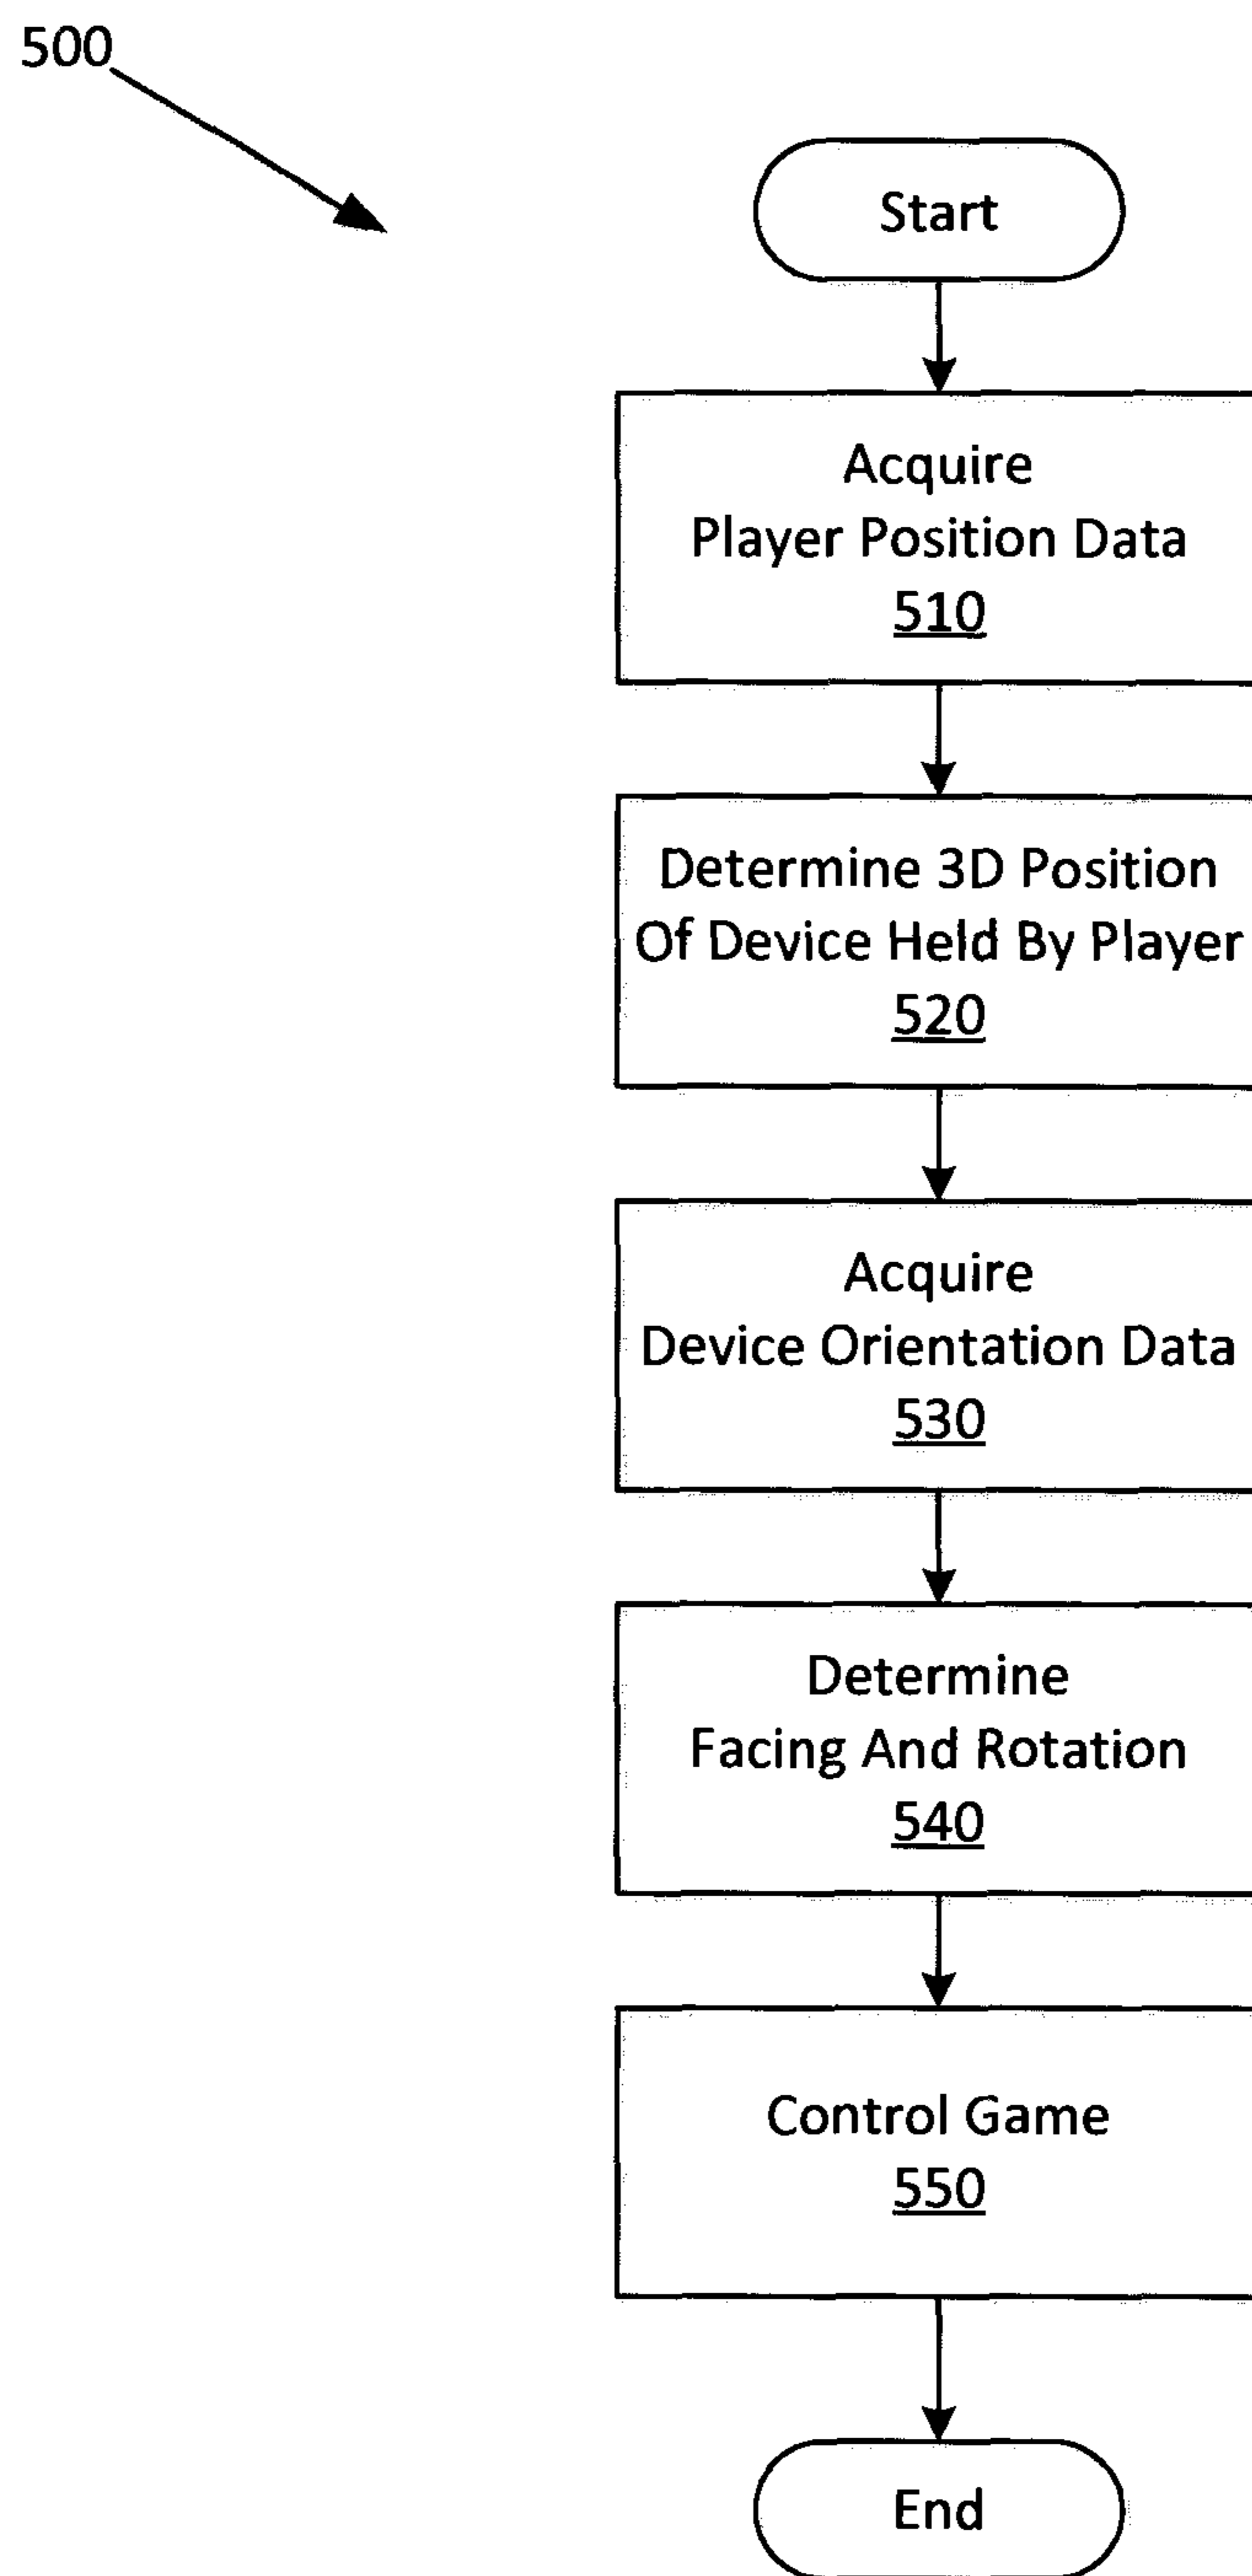 500
Start
Acquire
Player Position Data
510
Determine 3D Position
Of Device Held By Player
520
Acquire
Device Orientation Data
530
Determine
Facing And Rotation
540
Control Game
550
End